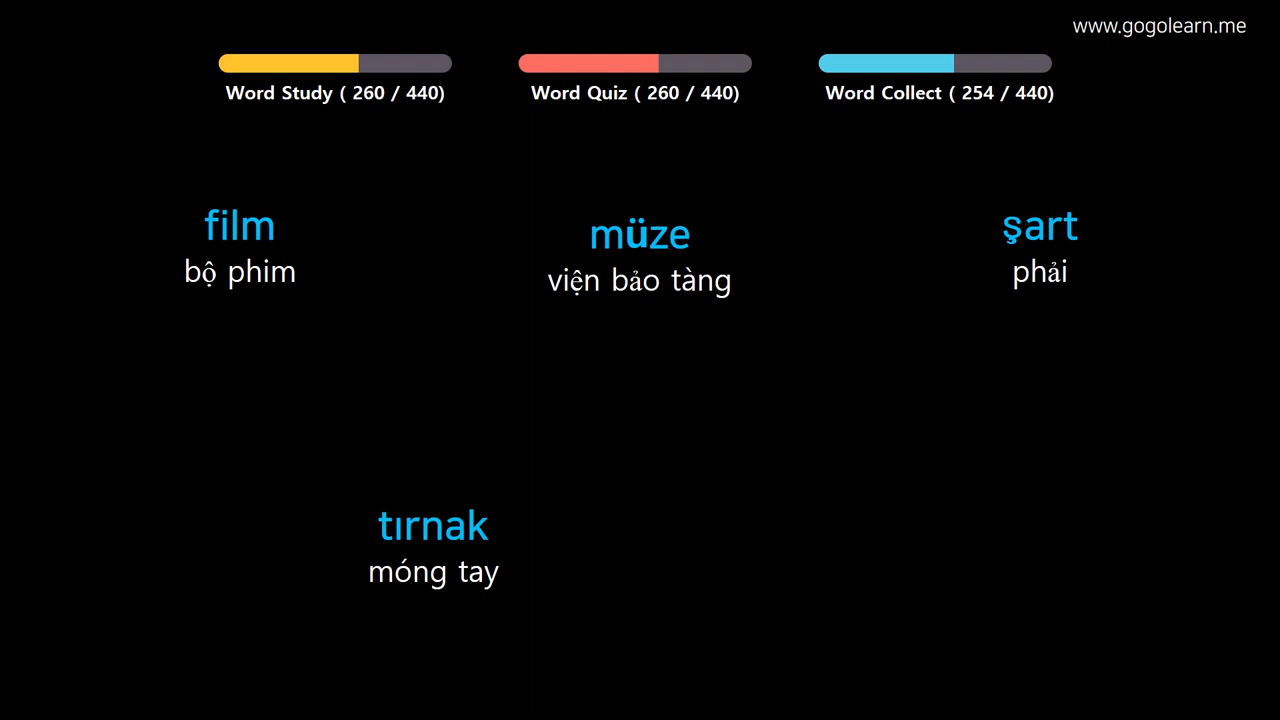 www.gogolearn.me
Word Study ( 260 / 440)
Word Quiz ( 260 / 440)
Word Collect ( 254 / 440)
film
bộ phim
müze
viện bảo tàng
şart
phải
tırnak
móng tay